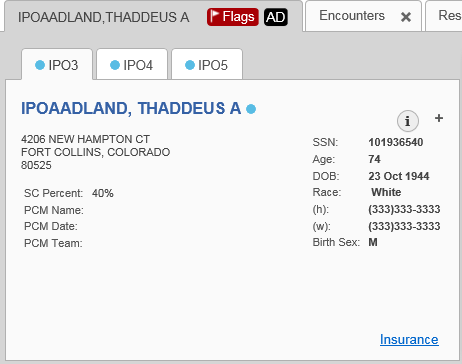 IPOAADLAND,THADDEUS A Flags AD Encounters × Res
IPO3 IPO4 IPO5
IPOAADLAND, THADDEUS A
i +
4206 NEW HAMPTON CT
FORT COLLINS, COLORADO
80525
SC Percent: 40%
PCM Name:
PCM Date:
PCM Team:
SSN: 101936540
Age: 74
DOB: 23 Oct 1944
Race: White
(h): (333)333-3333
(w): (333)333-3333
Birth Sex: M
Insurance